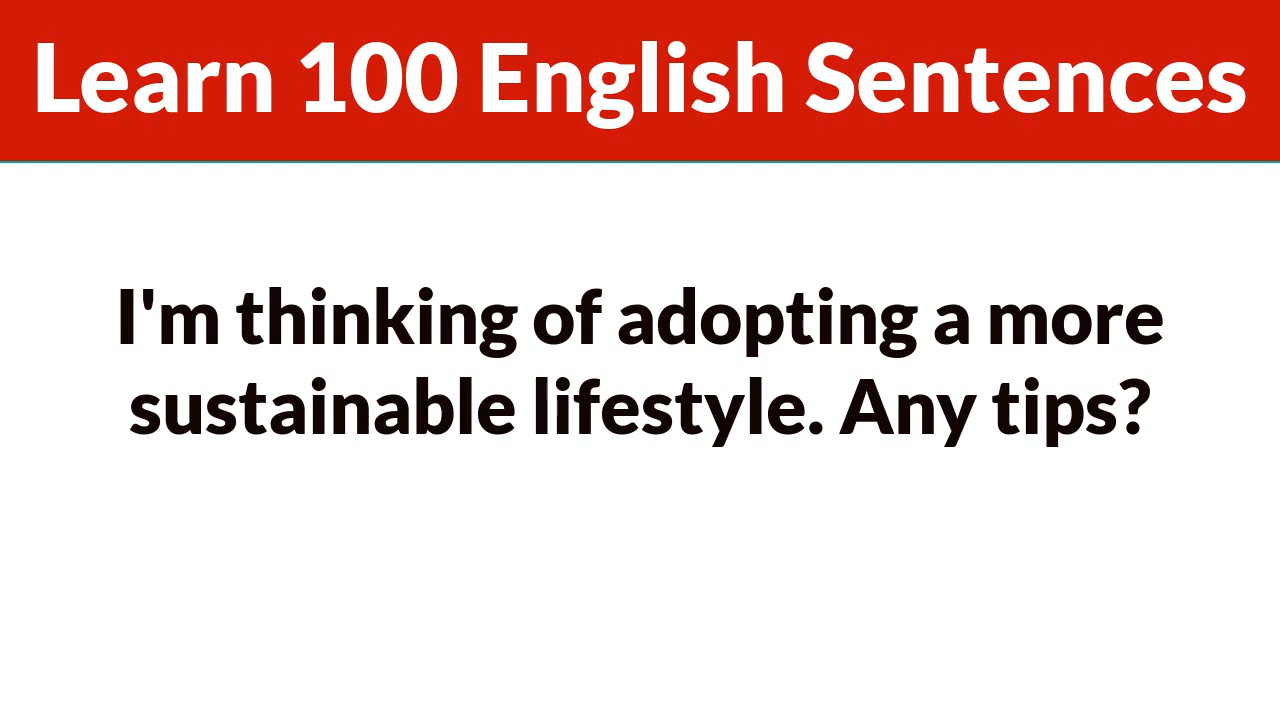 Learn 100 English Sentences
I'm thinking of adopting a more
sustainable lifestyle. Any tips?